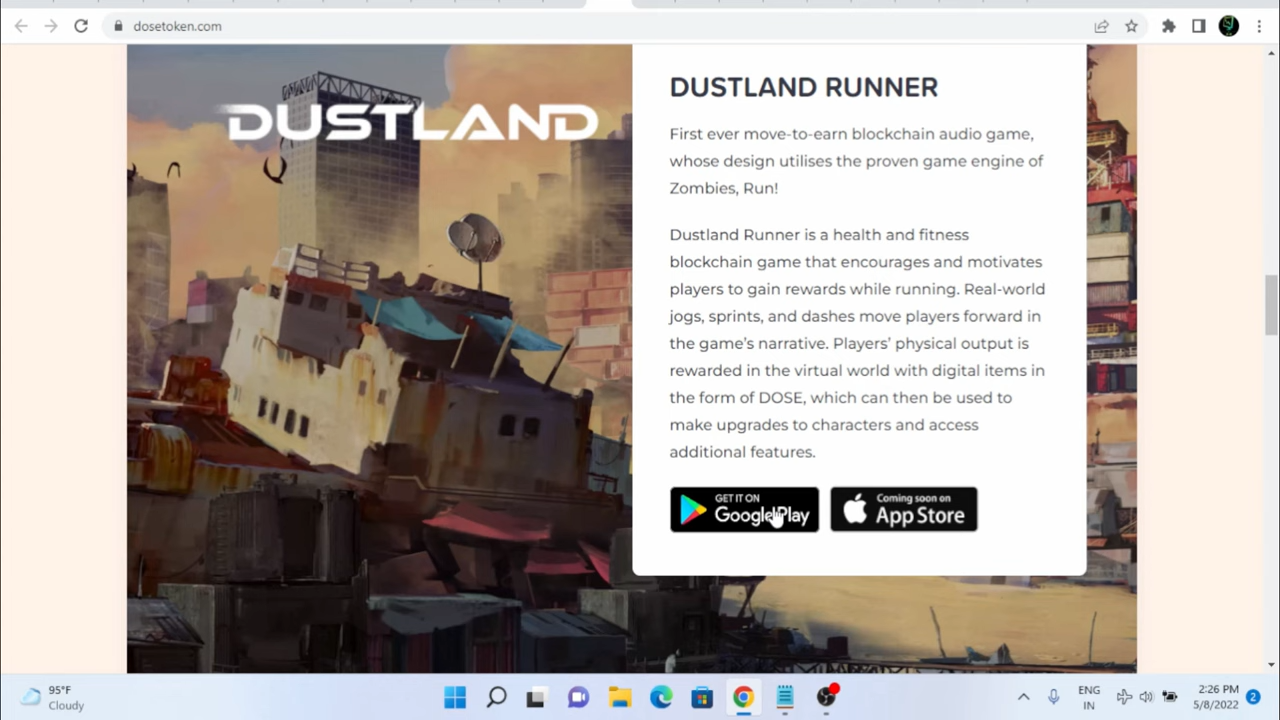 dosetoken.com
DUSTLAND
DUSTLAND RUNNER
First ever move-to-earn blockchain audio game,
whose design utilises the proven game engine of
Zombies, Run!
Dustland Runner is a health and fitness
blockchain game that encourages and motivates
players to gain rewards while running. Real-world
jogs, sprints, and dashes move players forward in
the game’s narrative. Players’ physical output is
rewarded in the virtual world with digital items in
the form of DOSE, which can then be used to
make upgrades to characters and access
additional features.
GET IT ON
Google Play
Coming soon on
App Store
95°F
Cloudy
ENG
IN
2:26 PM
5/8/2022
2